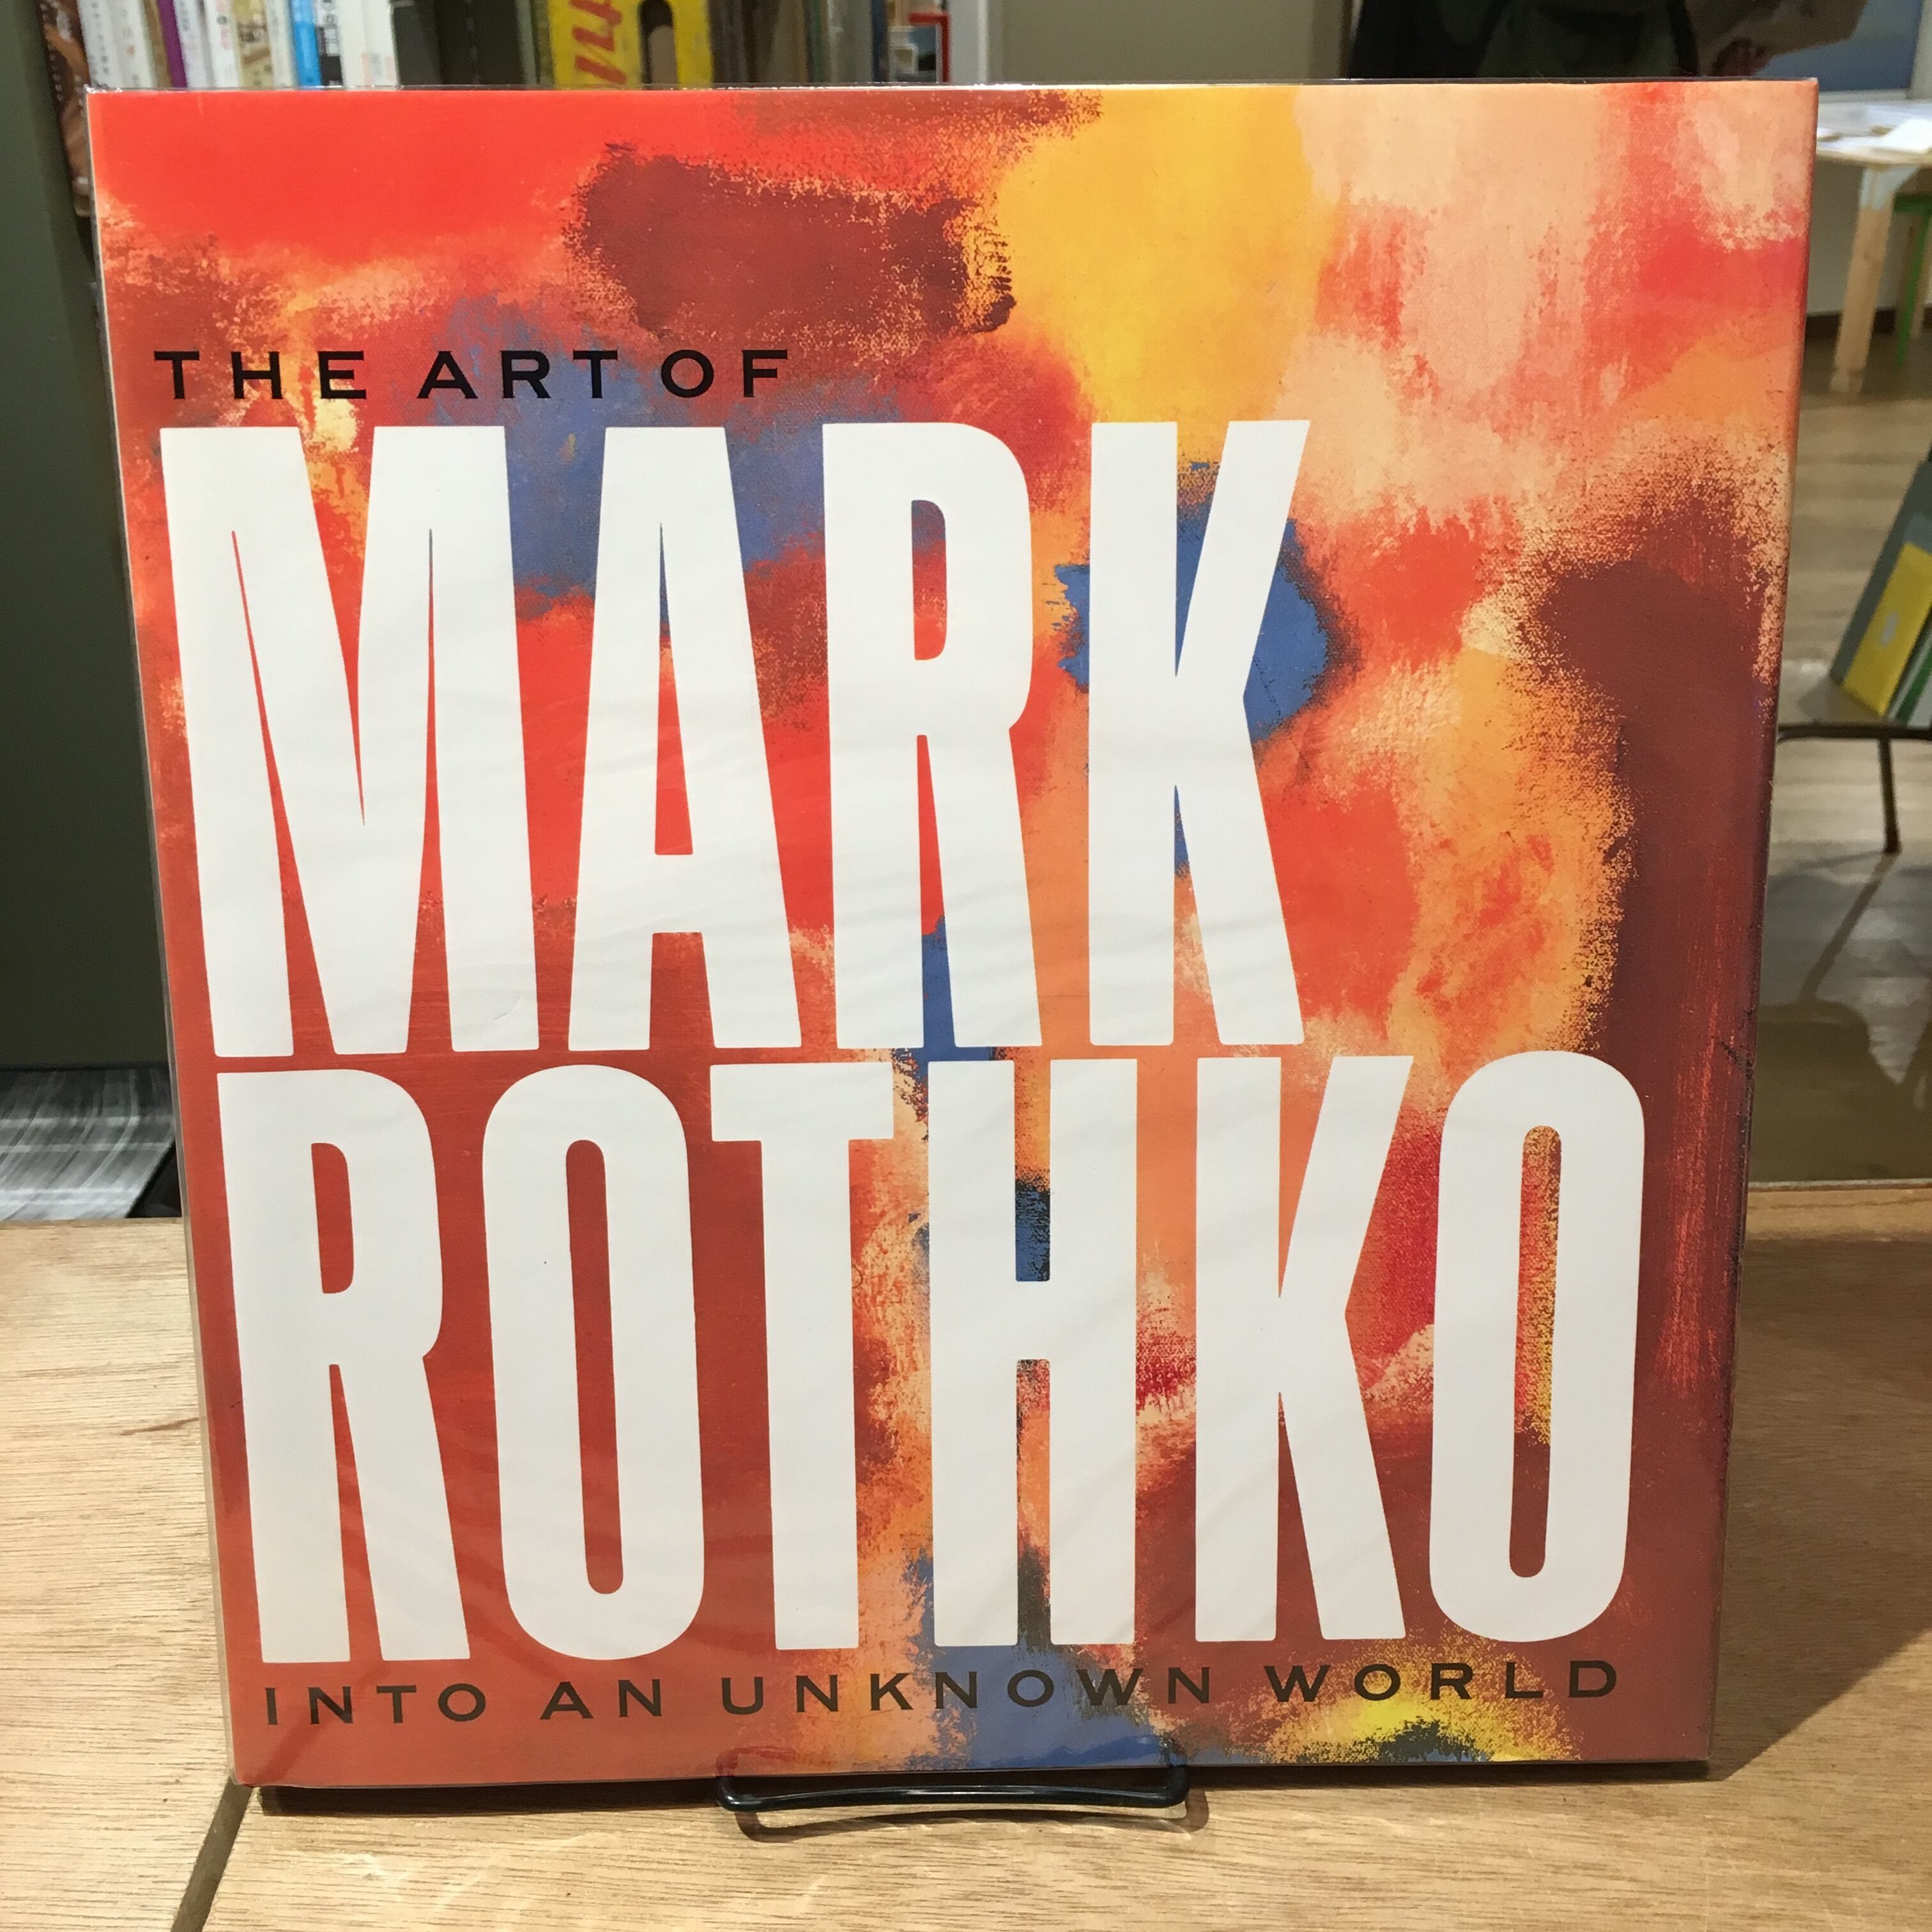 THE ART OF
MARK
ROTHKO
INTO AN UNKNOWN WORLD